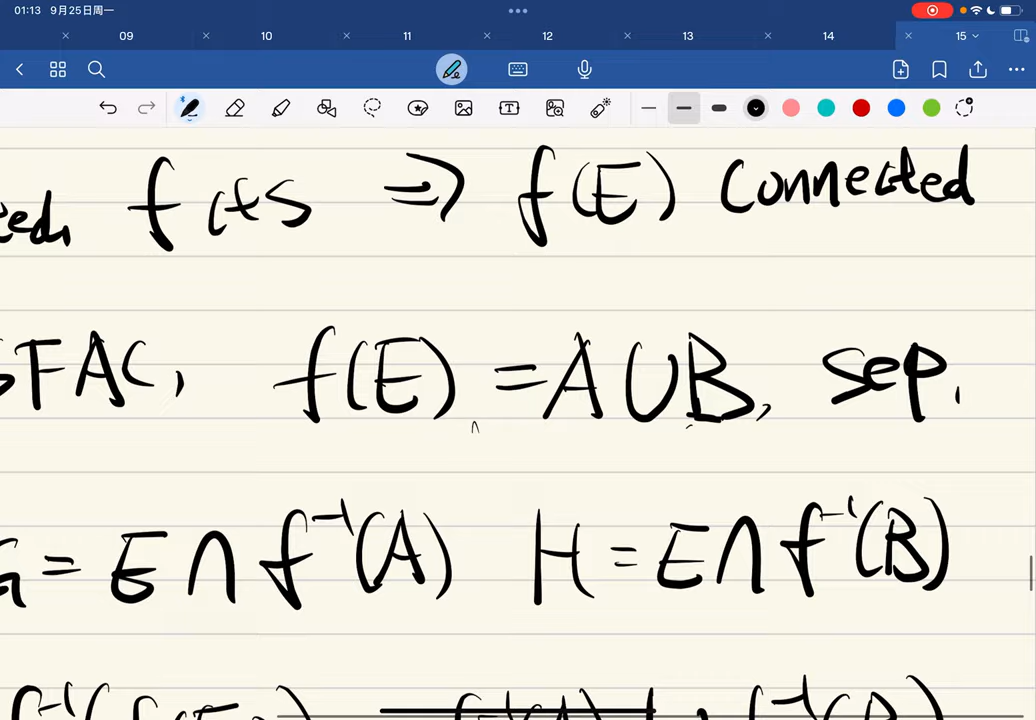 01:13 9月25日周一
09 10 11 12 13 14 15
f cts ⇒ f(E) connected
SFAC, f(E) = A∪B, sep.
G = E∩f⁻¹(A) H = E∩f⁻¹(B)